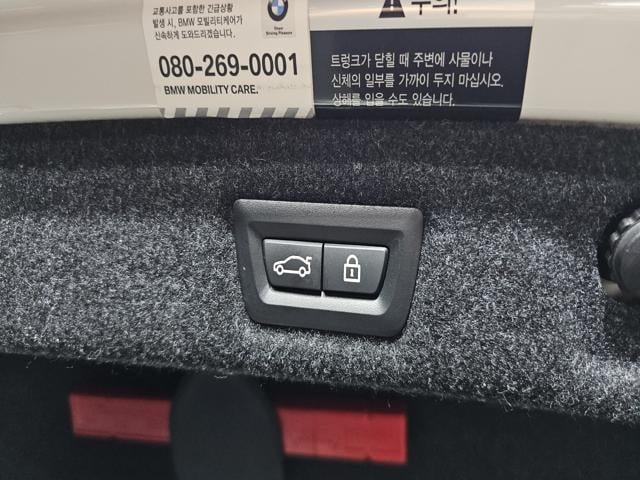 교통사고를 포함한 긴급상황
발생 시, BMW 모빌리티케어가
신속하게 도와드리겠습니다.
080-269-0001
BMW MOBILITY CARE.
BMW
Sheer
Driving Pleasure
주의!
트렁크가 닫힐 때 주변에 사물이나
신체의 일부를 가까이 두지 마십시오.
상해를 입을 수도 있습니다.